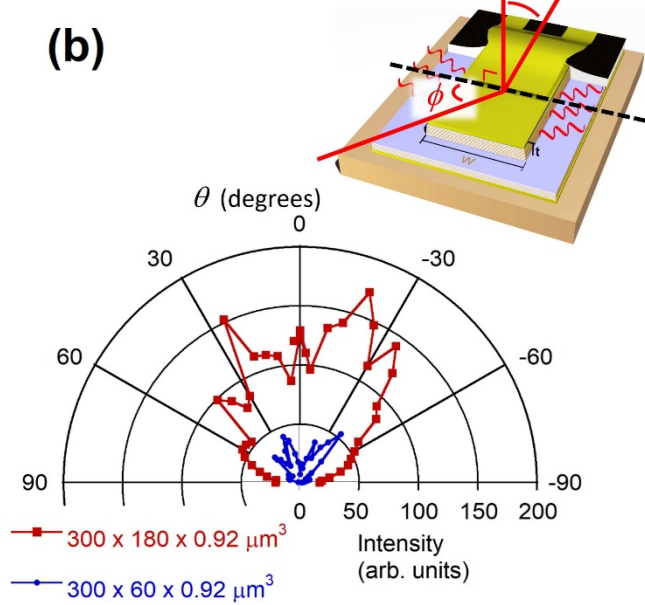 (b)
ϕ
w
t
θ (degrees)
0
30
-30
60
-60
90
-90
0
50
100
150
200
Intensity
(arb. units)
300 x 180 x 0.92 μm³
300 x 60 x 0.92 μm³